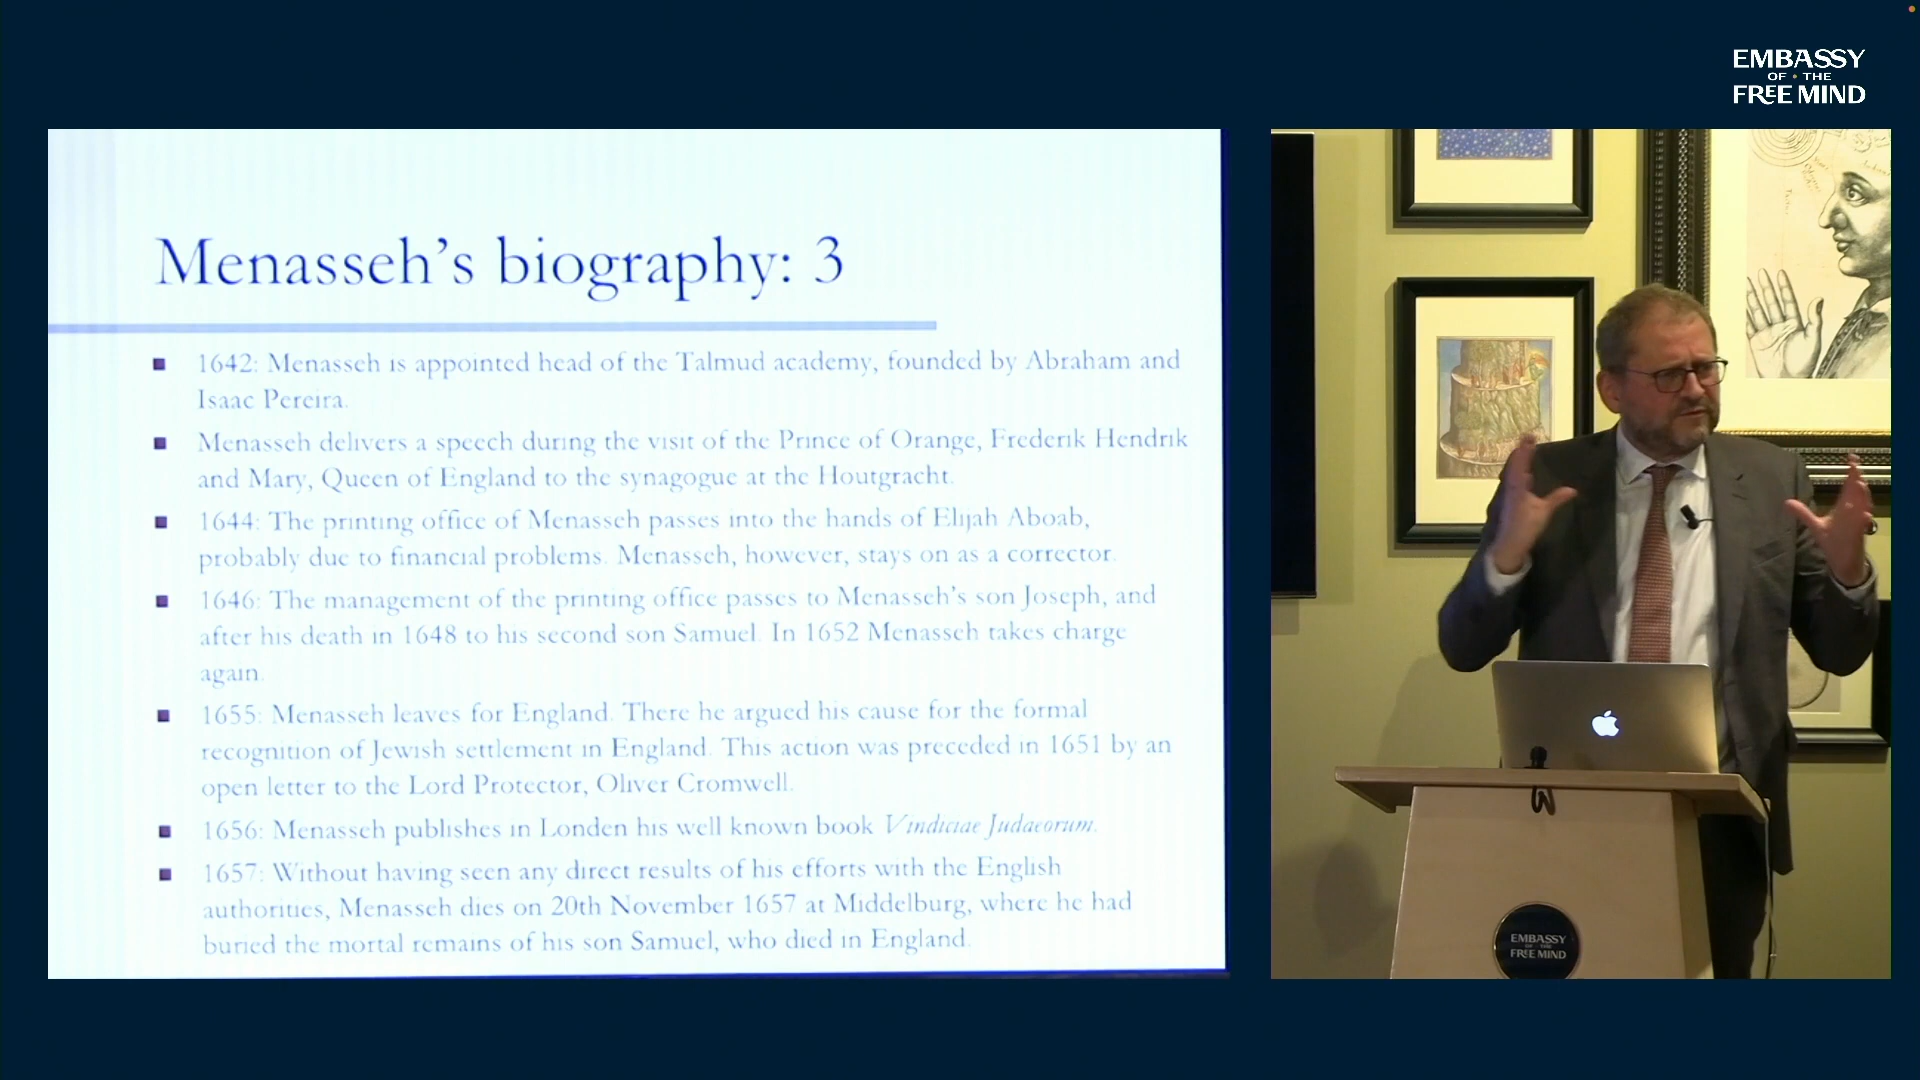 EMBASSY
OF • THE
FREE MIND
Menasseh's biography: 3
1642: Menasseh is appointed head of the Talmud academy, founded by Abraham and
Isaac Pereira.
Menasseh delivers a speech during the visit of the Prince of Orange, Frederik Hendrik
and Mary, Queen of England to the synagogue at the Houtgracht.
1644: The printing office of Menasseh passes into the hands of Elijah Aboab,
probably due to financial problems. Menasseh, however, stays on as a corrector.
1646: The management of the printing office passes to Menasseh's son Joseph, and
after his death in 1648 to his second son Samuel. In 1652 Menasseh takes charge
again.
1655: Menasseh leaves for England. There he argued his cause for the formal
recognition of Jewish settlement in England. This action was preceded in 1651 by an
open letter to the Lord Protector, Oliver Cromwell.
1656: Menasseh publishes in Londen his well known book Vindiciae Judaeorum.
1657: Without having seen any direct results of his efforts with the English
authorities, Menasseh dies on 20th November 1657 at Middelburg, where he had
buried the mortal remains of his son Samuel, who died in England.
EMBASSY
OF THE
FREE MIND